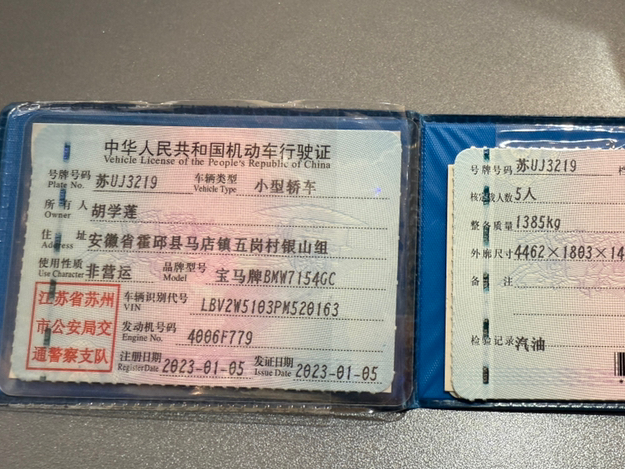 中华人民共和国机动车行驶证
Vehicle License of the People's Republic of China
号牌号码 Plate No. 苏UJ3219 车辆类型 Vehicle Type 小型轿车
所有人 Owner 胡学莲
住址 Address 安徽省霍邱县马店镇五岗村银山组
使用性质 Use Character 非营运 品牌型号 Model 宝马牌BMW7154GC
江苏省苏州
市公安局交
通警察支队
车辆识别代号 VIN LBV2W5103PM520163
发动机号码 Engine No. 4006F779
注册日期 Register Date 2023-01-05 发证日期 Issue Date 2023-01-05
号牌号码 苏UJ3219
核定载人数 5人
整备质量 1385kg
外廓尺寸 4462×1803×14
备注
检验记录 汽油